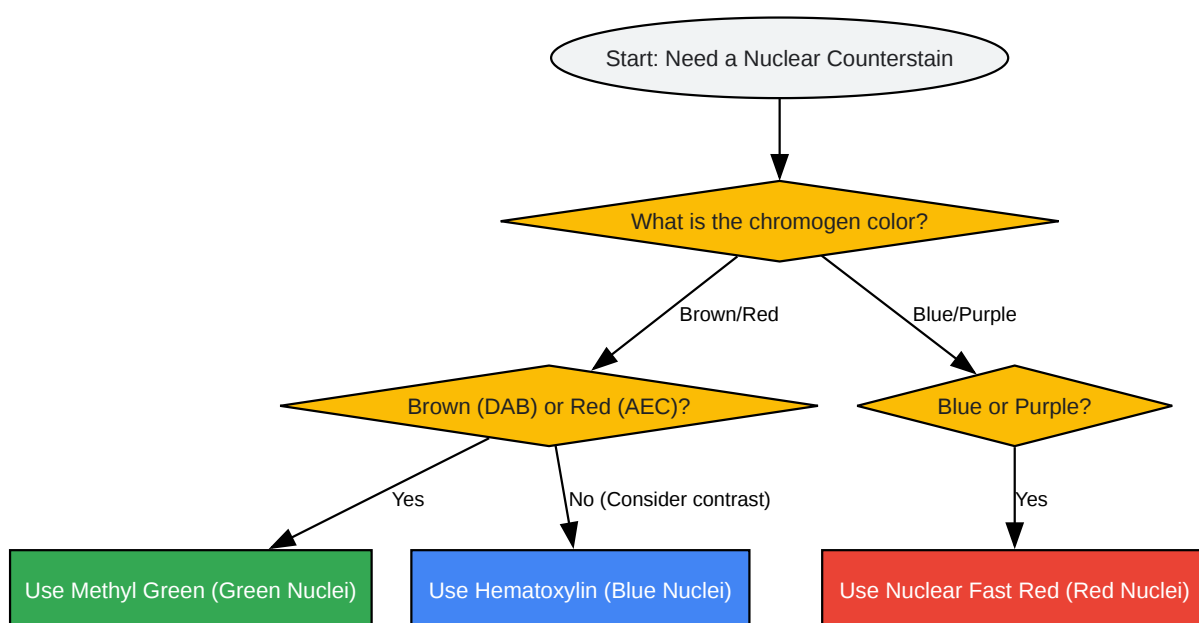 Start: Need a Nuclear Counterstain
What is the chromogen color?
Brown/Red
Blue/Purple
Brown (DAB) or Red (AEC)?
Blue or Purple?
Yes
No (Consider contrast)
Yes
Use Methyl Green (Green Nuclei)
Use Hematoxylin (Blue Nuclei)
Use Nuclear Fast Red (Red Nuclei)